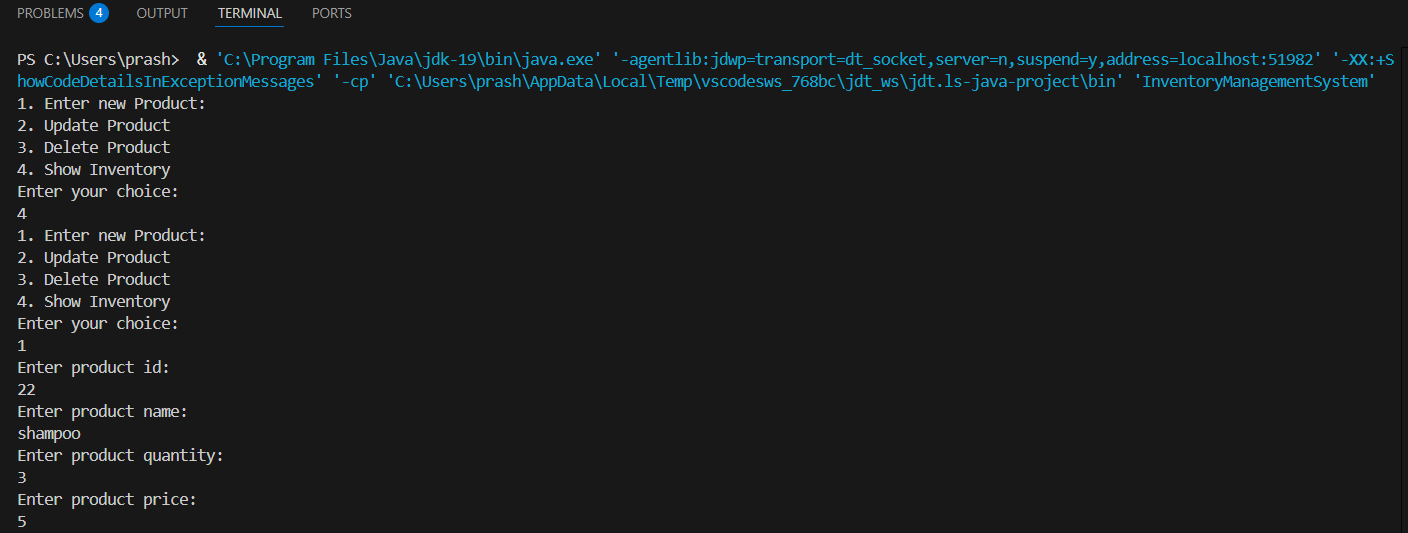 PROBLEMS 4 OUTPUT TERMINAL PORTS
PS C:\Users\prash>  & 'C:\Program Files\Java\jdk-19\bin\java.exe' '-agentlib:jdwp=transport=dt_socket,server=n,suspend=y,address=localhost:51982' '-XX:+S
howCodeDetailsInExceptionMessages' '-cp' 'C:\Users\prash\AppData\Local\Temp\vscodesws_768bc\jdt_ws\jdt.ls-java-project\bin' 'InventoryManagementSystem'
1. Enter new Product:
2. Update Product
3. Delete Product
4. Show Inventory
Enter your choice:
4
1. Enter new Product:
2. Update Product
3. Delete Product
4. Show Inventory
Enter your choice:
1
Enter product id:
22
Enter product name:
shampoo
Enter product quantity:
3
Enter product price:
5